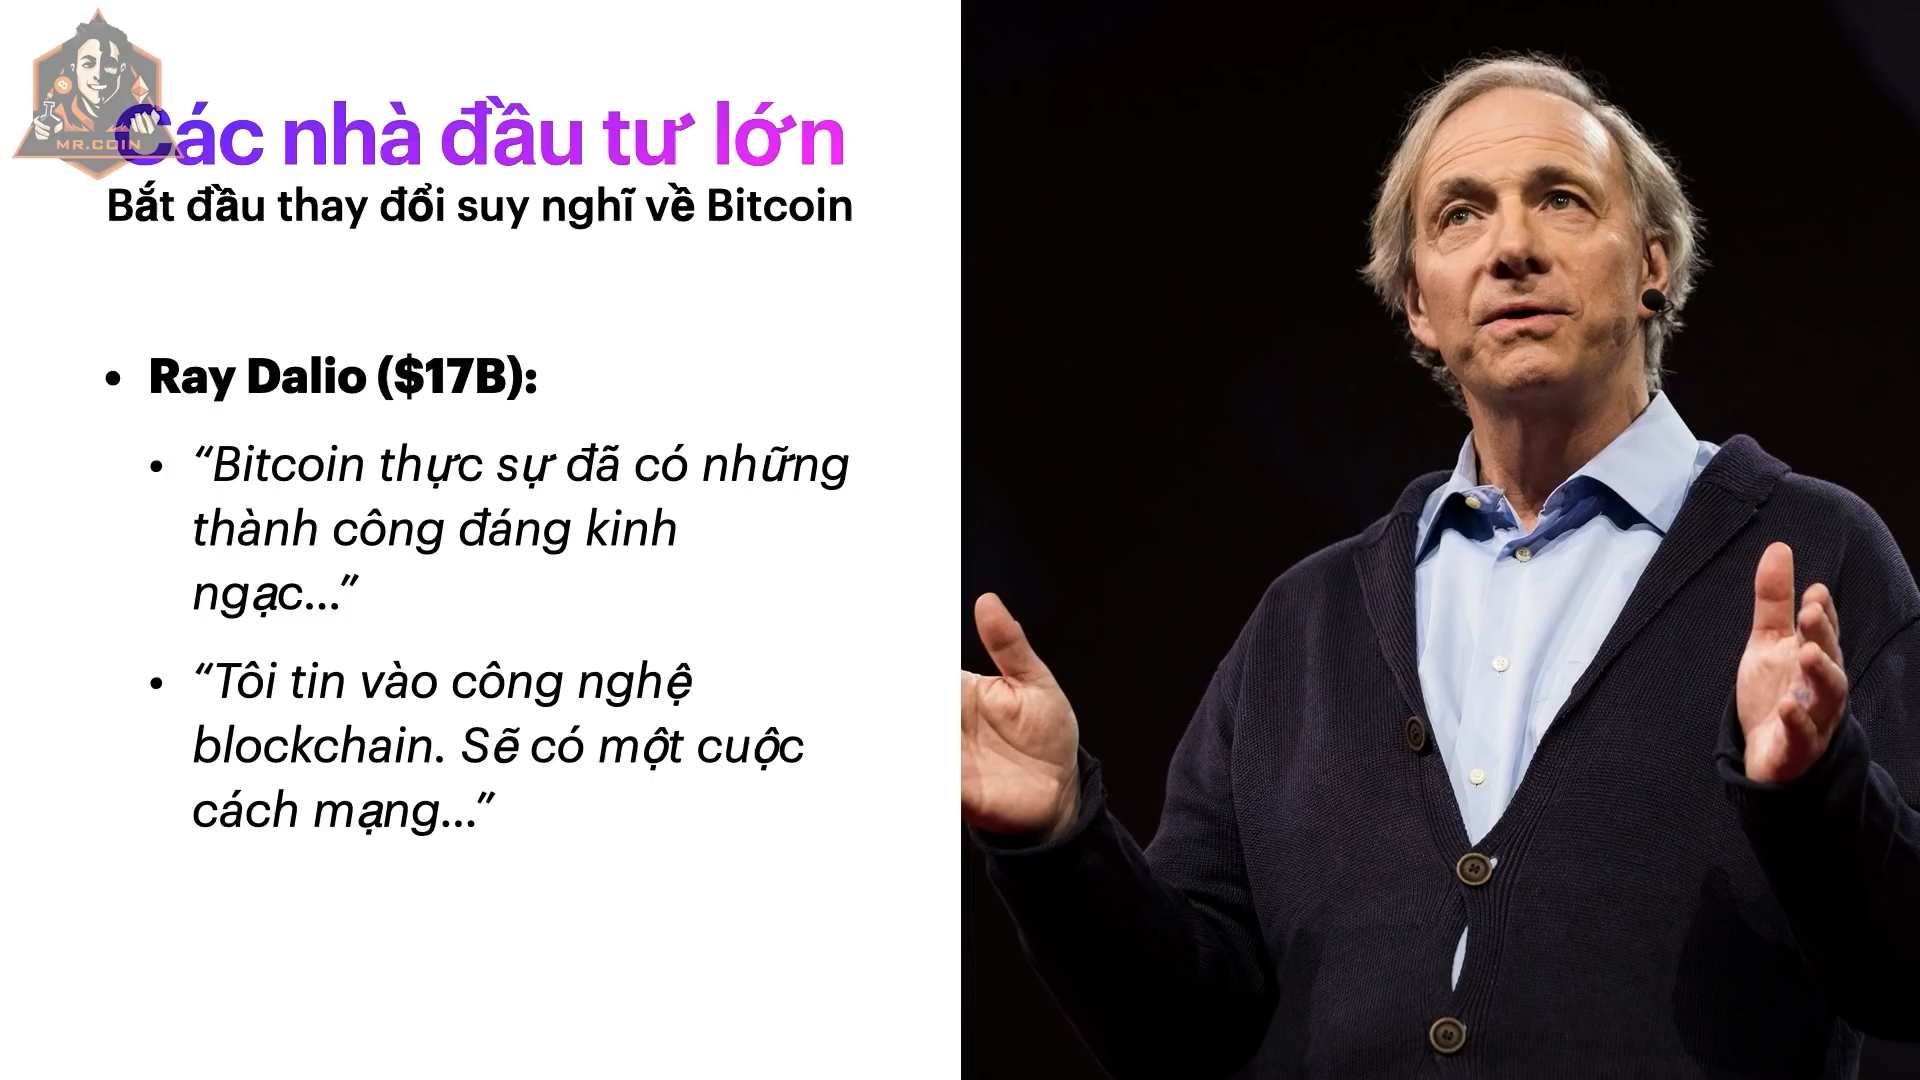 MR.COIN
Các nhà đầu tư lớn
Bắt đầu thay đổi suy nghĩ về Bitcoin
• Ray Dalio ($17B):
• “Bitcoin thực sự đã có những
thành công đáng kinh
ngạc...”
• “Tôi tin vào công nghệ
blockchain. Sẽ có một cuộc
cách mạng...”